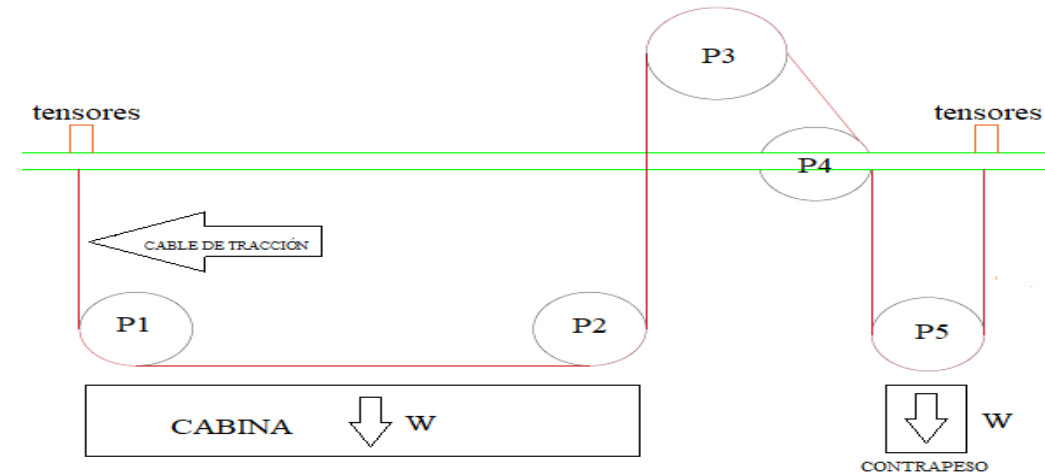 P3
tensores
tensores
P4
CABLE DE TRACCIÓN
P1
P2
P5
CABINA
W
W
CONTRAPESO